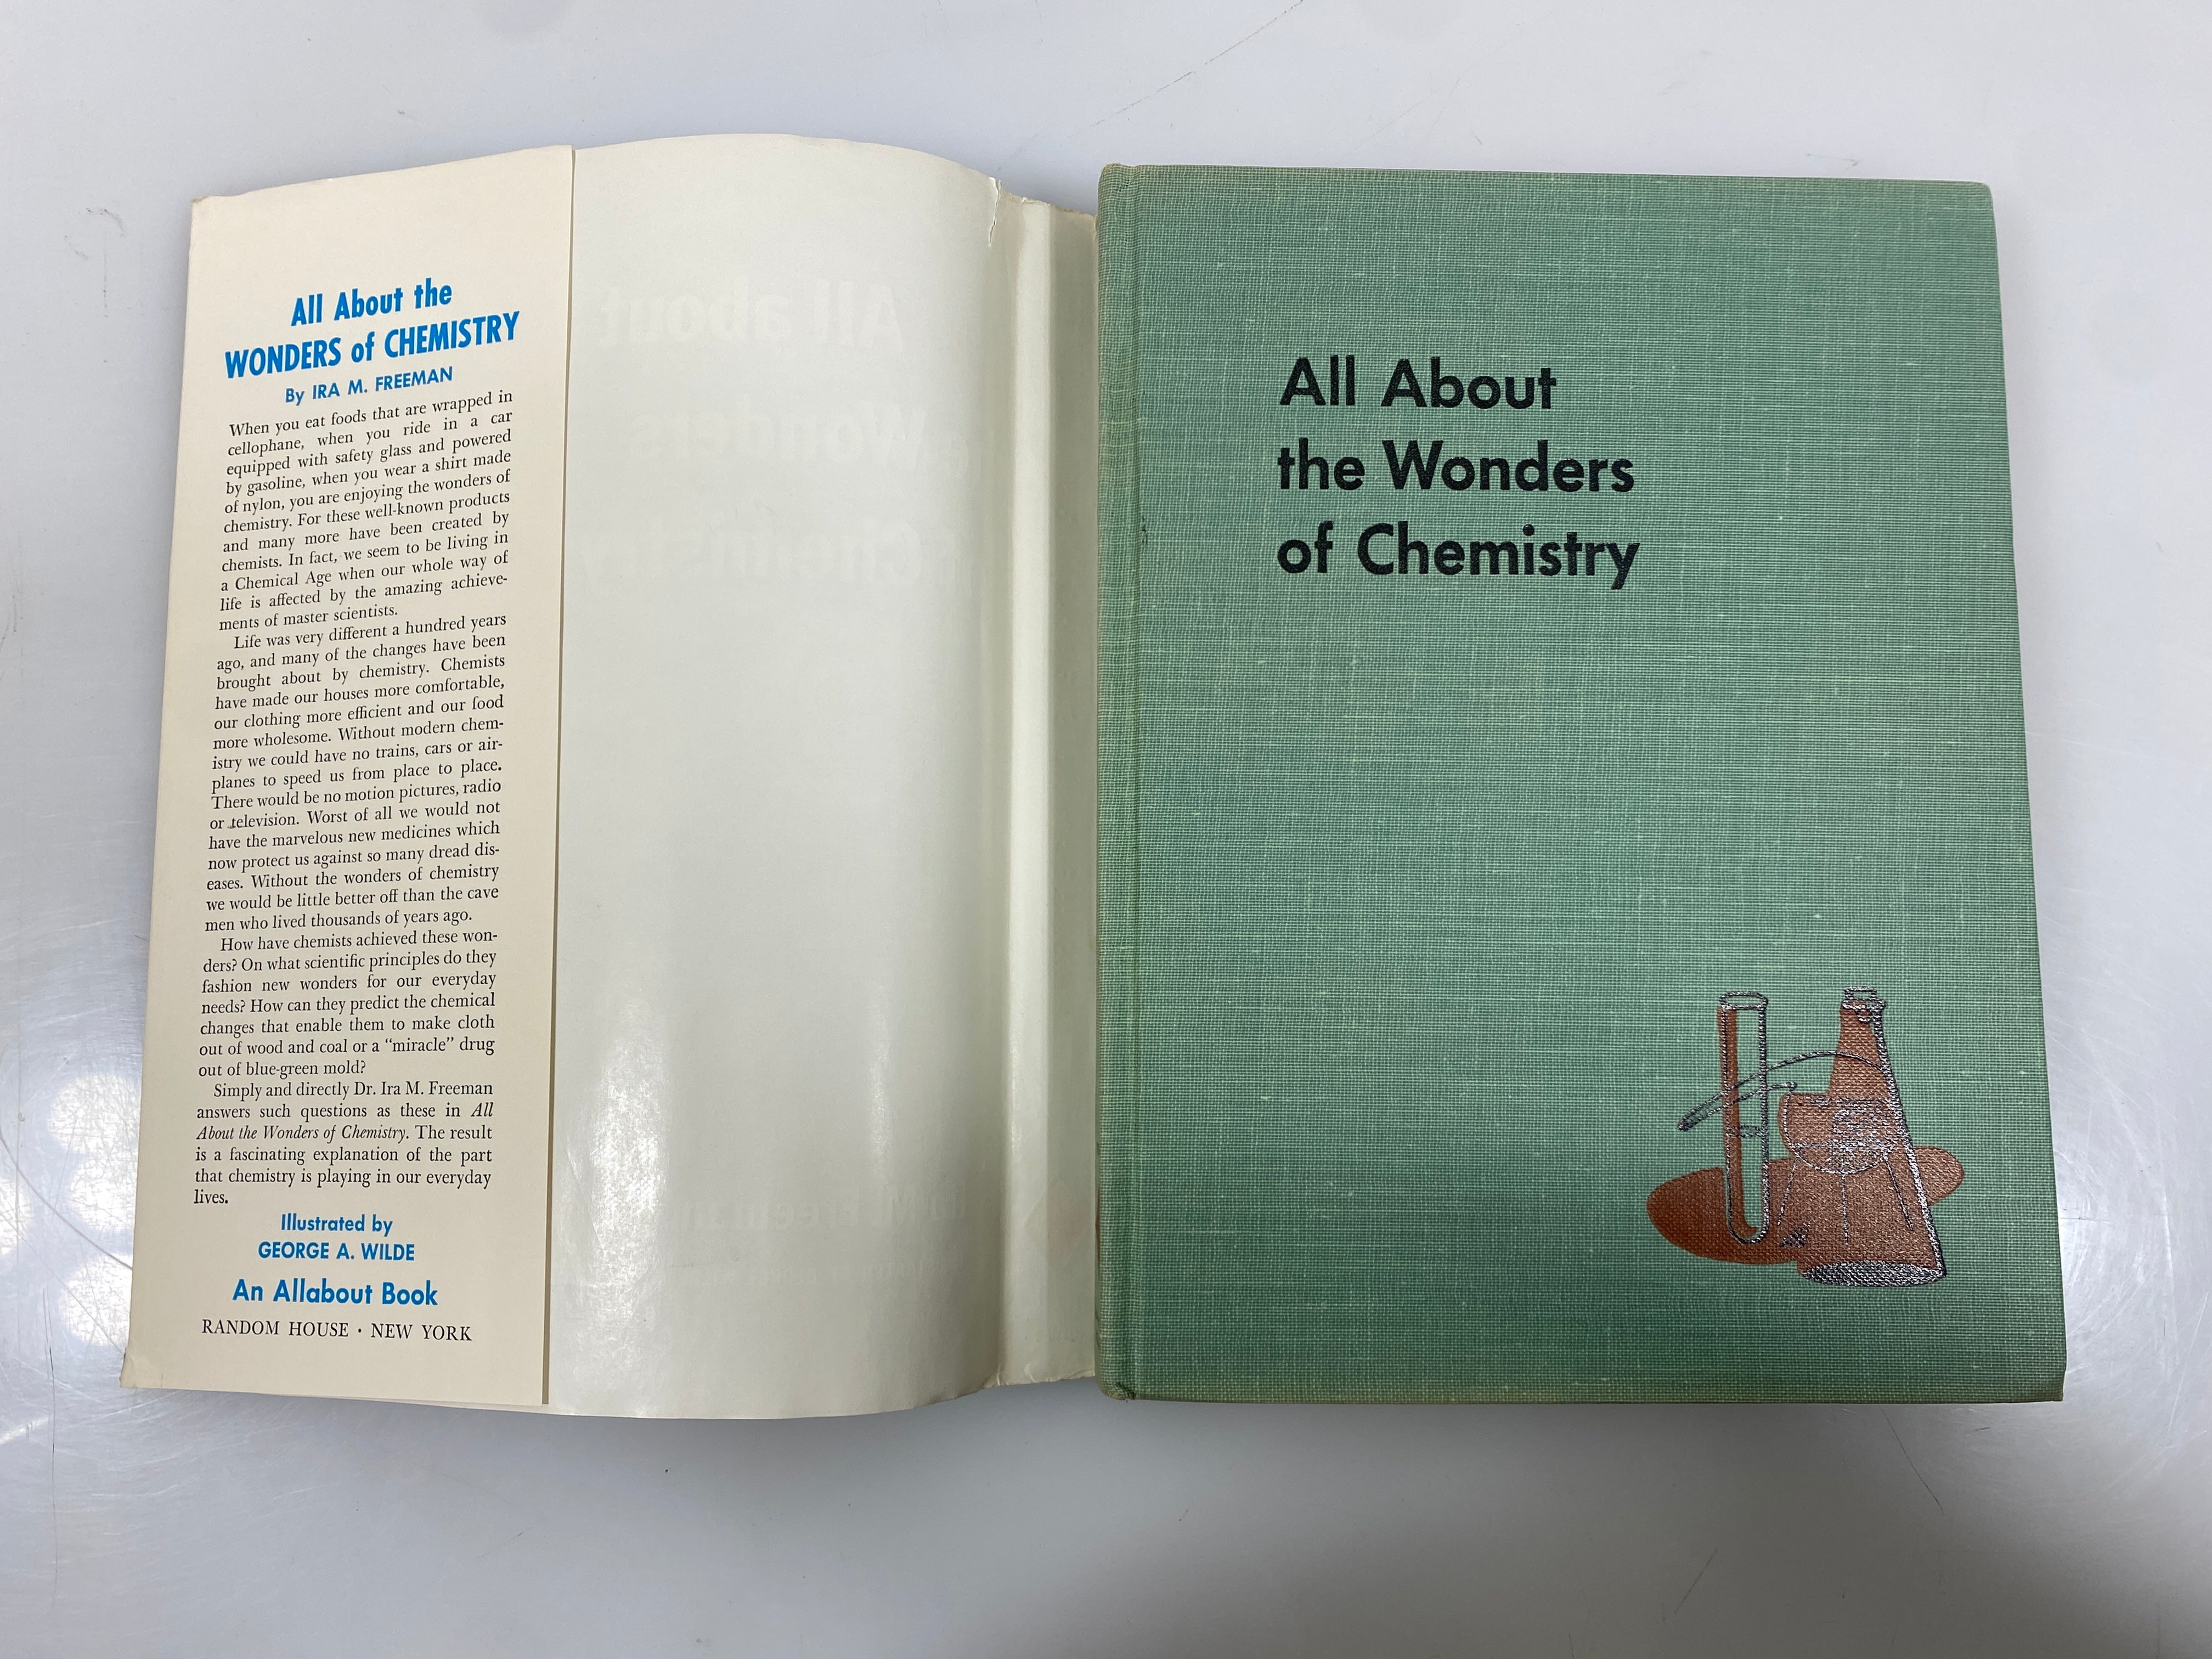 All About the
WONDERS of CHEMISTRY
By IRA M. FREEMAN
When you eat foods that are wrapped in
cellophane, when you ride in a car
equipped with safety glass and powered
by gasoline, when you wear a shirt made
of nylon, you are enjoying the wonders of
chemistry. For these well-known products
and many more have been created by
chemists. In fact, we seem to be living in
a Chemical Age when our whole way of
life is affected by the amazing achieve-
ments of master scientists.
Life was very different a hundred years
ago, and many of the changes have been
brought about by chemistry. Chemists
have made our houses more comfortable,
our clothing more efficient and our food
more wholesome. Without modern chem-
istry we could have no trains, cars or air-
planes to speed us from place to place.
There would be no motion pictures, radio
or television. Worst of all we would not
have the marvelous new medicines which
now protect us against so many dread dis-
eases. Without the wonders of chemistry
we would be little better off than the cave
men who lived thousands of years ago.
How have chemists achieved these won-
ders? On what scientific principles do they
fashion new wonders for our everyday
needs? How can they predict the chemical
changes that enable them to make cloth
out of wood and coal or a “miracle” drug
out of blue-green mold?
Simply and directly Dr. Ira M. Freeman
answers such questions as these in All
About the Wonders of Chemistry. The result
is a fascinating explanation of the part
that chemistry is playing in our everyday
lives.
Illustrated by
GEORGE A. WILDE
An Allabout Book
RANDOM HOUSE · NEW YORK
All about
Wonders
Chemistry
M. Freeman
All About
the Wonders
of Chemistry